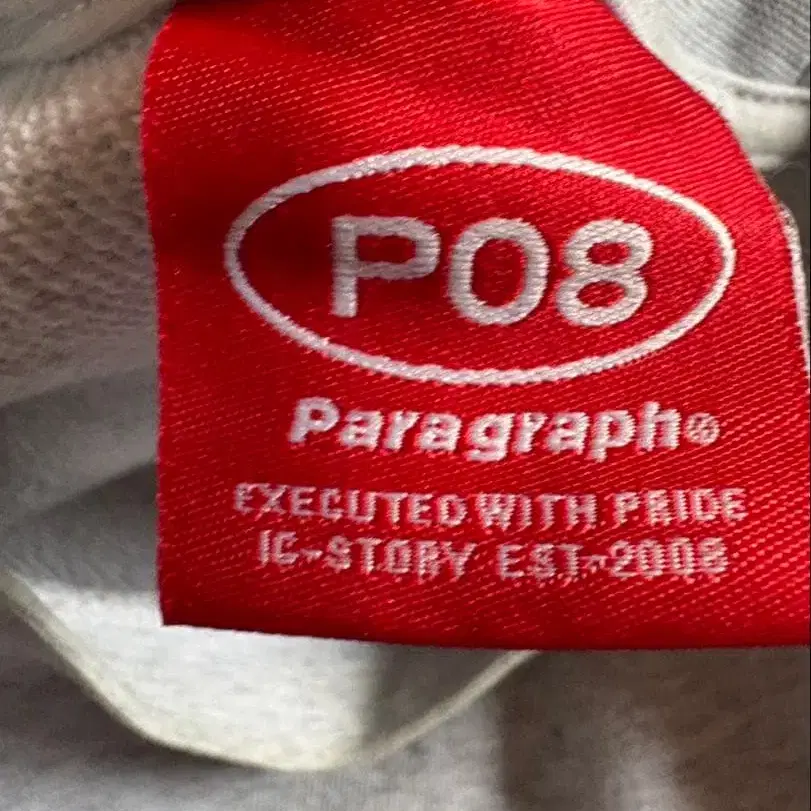 P08
Paragraph®
EXECUTED WITH PRIDE
IC-STORY EST-2008